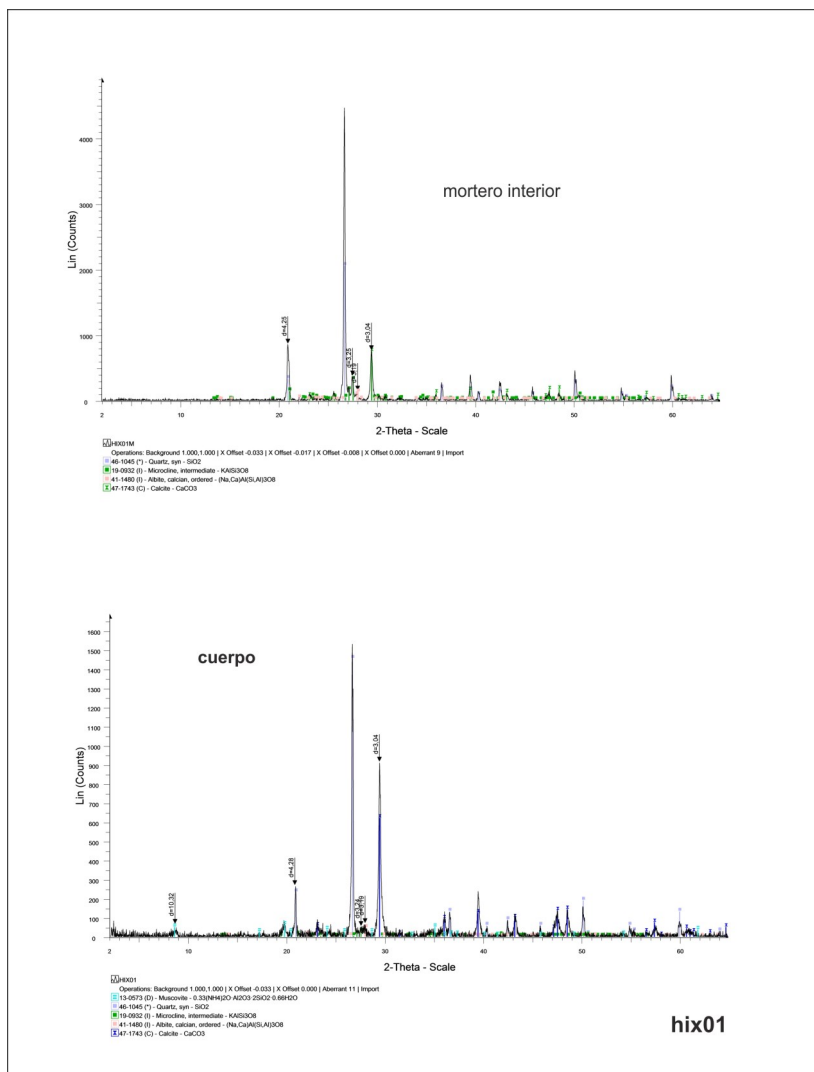 mortero interior
Lin (Counts)
4000
3000
2000
1000
0
d=4,25
d=3,25
d=3,04
2 10 20 30 40 50 60
2-Theta - Scale
HIX01M
Operations: Background 1.000,1.000 | X Offset -0.033 | X Offset -0.017 | X Offset -0.008 | X Offset 0.000 | Aberrant 9 | Import
46-1045 (*) - Quartz, syn - SiO2
19-0932 (I) - Microcline, intermediate - KAlSi3O8
41-1480 (I) - Albite, calcian, ordered - (Na,Ca)Al(Si,Al)3O8
47-1743 (C) - Calcite - CaCO3
cuerpo
Lin (Counts)
1600
1500
1400
1300
1200
1100
1000
900
800
700
600
500
400
300
200
100
0
d=10,32
d=4,28
d=3,24
d=3,04
2 10 20 30 40 50 60
2-Theta - Scale
HIX01
Operations: Background 1.000,1.000 | X Offset -0.033 | X Offset 0.000 | Aberrant 11 | Import
13-0573 (D) - Muscovite - 0.33(NH4)2O·Al2O3·2SiO2·0.66H2O
46-1045 (*) - Quartz, syn - SiO2
19-0932 (I) - Microcline, intermediate - KAlSi3O8
41-1480 (I) - Albite, calcian, ordered - (Na,Ca)Al(Si,Al)3O8
47-1743 (C) - Calcite - CaCO3
hix01